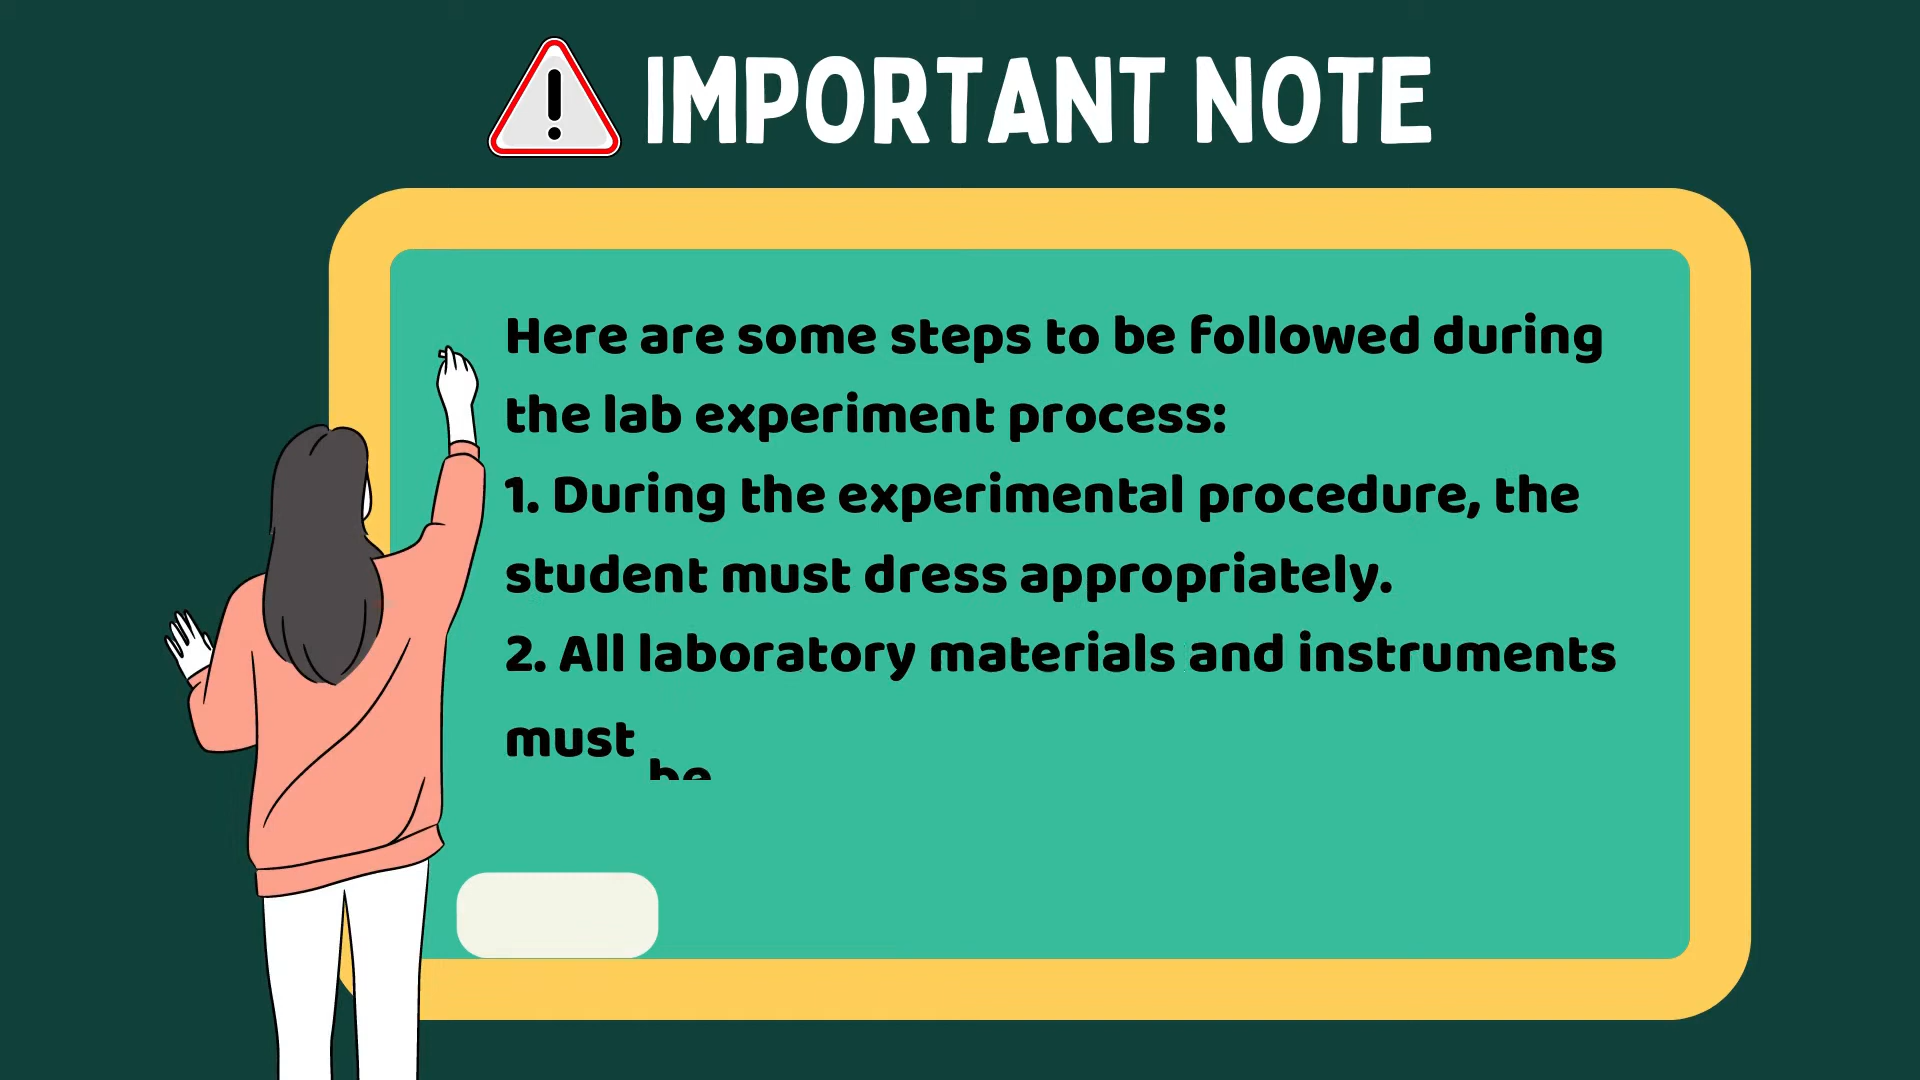 IMPORTANT NOTE
Here are some steps to be followed during
the lab experiment process:
1. During the experimental procedure, the
student must dress appropriately.
2. All laboratory materials and instruments
must be